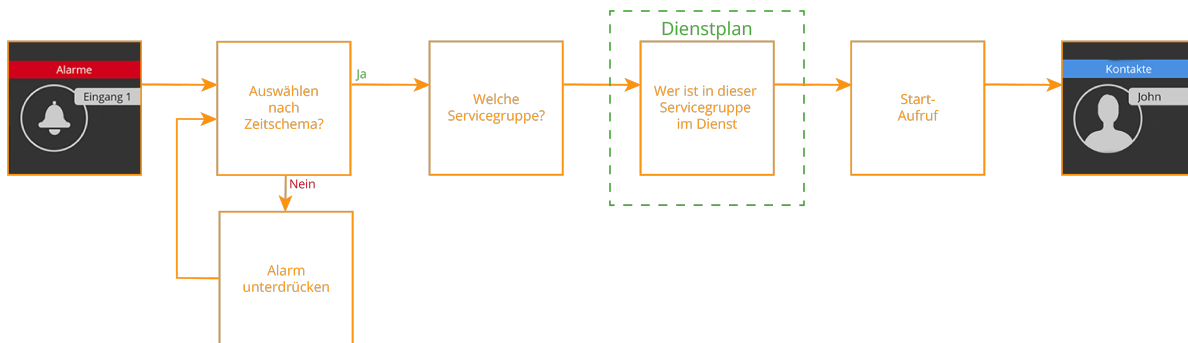 Dienstplan
Alarme
Eingang 1
Auswählen
nach
Zeitschema?
Ja
Nein
Alarm
unterdrücken
Welche
Servicegruppe?
Wer ist in dieser
Servicegruppe
im Dienst
Start-
Aufruf
Kontakte
John